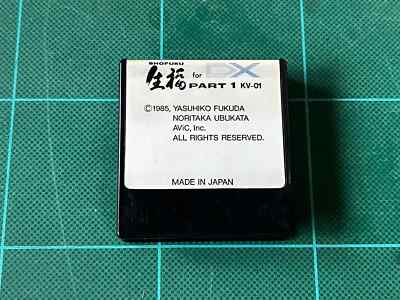 SHOFUKU
生福 for DX
PART 1 KV-01
©1985, YASUHIKO FUKUDA
NORITAKA UBUKATA
AViC, Inc.
ALL RIGHTS RESERVED.
MADE IN JAPAN